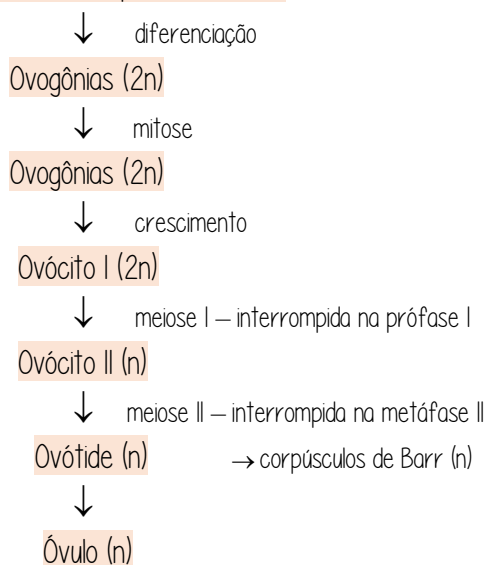 ↓ diferenciação
Ovogônias (2n)
↓ mitose
Ovogônias (2n)
↓ crescimento
Ovócito I (2n)
↓ meiose I – interrompida na prófase I
Ovócito II (n)
↓ meiose II – interrompida na metáfase II
Ovótide (n) → corpúsculos de Barr (n)
↓
Óvulo (n)